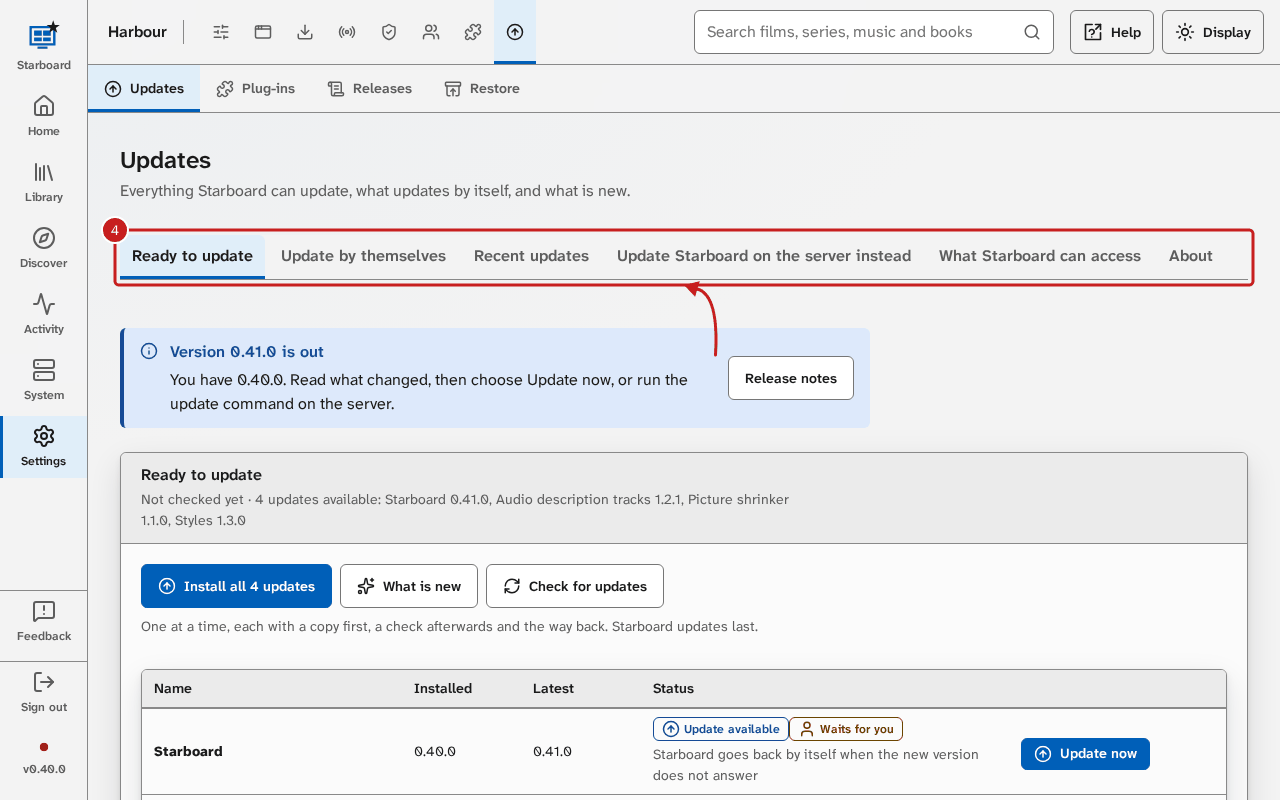 Starboard
Home
Library
Discover
Activity
System
Settings
Feedback
Sign out
v0.40.0
Harbour
Search films, series, music and books
Help
Display
Updates
Plug-ins
Releases
Restore
Updates
Everything Starboard can update, what updates by itself, and what is new.
4
Ready to update
Update by themselves
Recent updates
Update Starboard on the server instead
What Starboard can access
About
Version 0.41.0 is out
You have 0.40.0. Read what changed, then choose Update now, or run the
update command on the server.
Release notes
Ready to update
Not checked yet · 4 updates available: Starboard 0.41.0, Audio description tracks 1.2.1, Picture shrinker
1.1.0, Styles 1.3.0
Install all 4 updates
What is new
Check for updates
One at a time, each with a copy first, a check afterwards and the way back. Starboard updates last.
Name
Installed
Latest
Status
Starboard
0.40.0
0.41.0
Update available
Waits for you
Starboard goes back by itself when the new version
does not answer
Update now